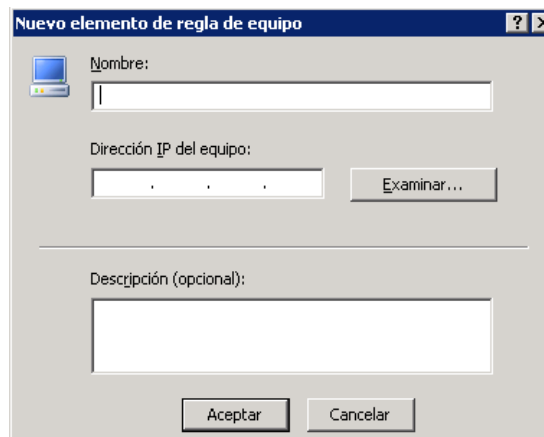 Nuevo elemento de regla de equipo
Nombre:
Dirección IP del equipo:
. . .
Examinar...
Descripción (opcional):
Aceptar Cancelar